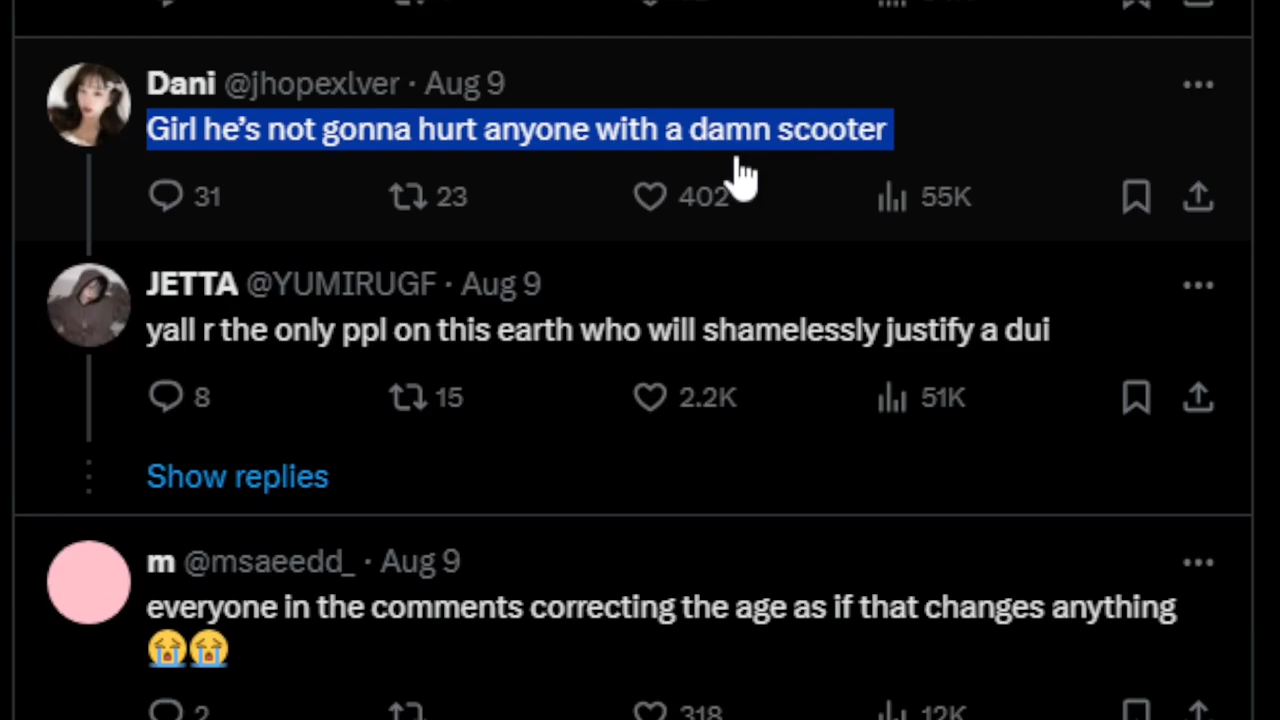 Dani @jhopexlver · Aug 9
Girl he's not gonna hurt anyone with a damn scooter
31 23 402 55K
JETTA @YUMIRUGF · Aug 9
yall r the only ppl on this earth who will shamelessly justify a dui
8 15 2.2K 51K
Show replies
m @msaeedd_ · Aug 9
everyone in the comments correcting the age as if that changes anything
😭😭
2 318 12K